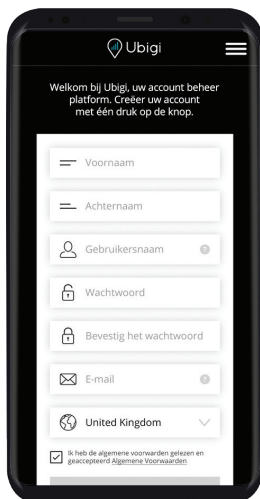 Ubigi
Welkom bij Ubigi, uw account beheer
platform. Creëer uw account
met één druk op de knop.
Voornaam
Achternaam
Gebruikersnaam ?
Wachtwoord
Bevestig het wachtwoord
E-mail ?
United Kingdom
Ik heb de algemene voorwarden gelezen en
geaccepteerd Algemene Voorwaarden